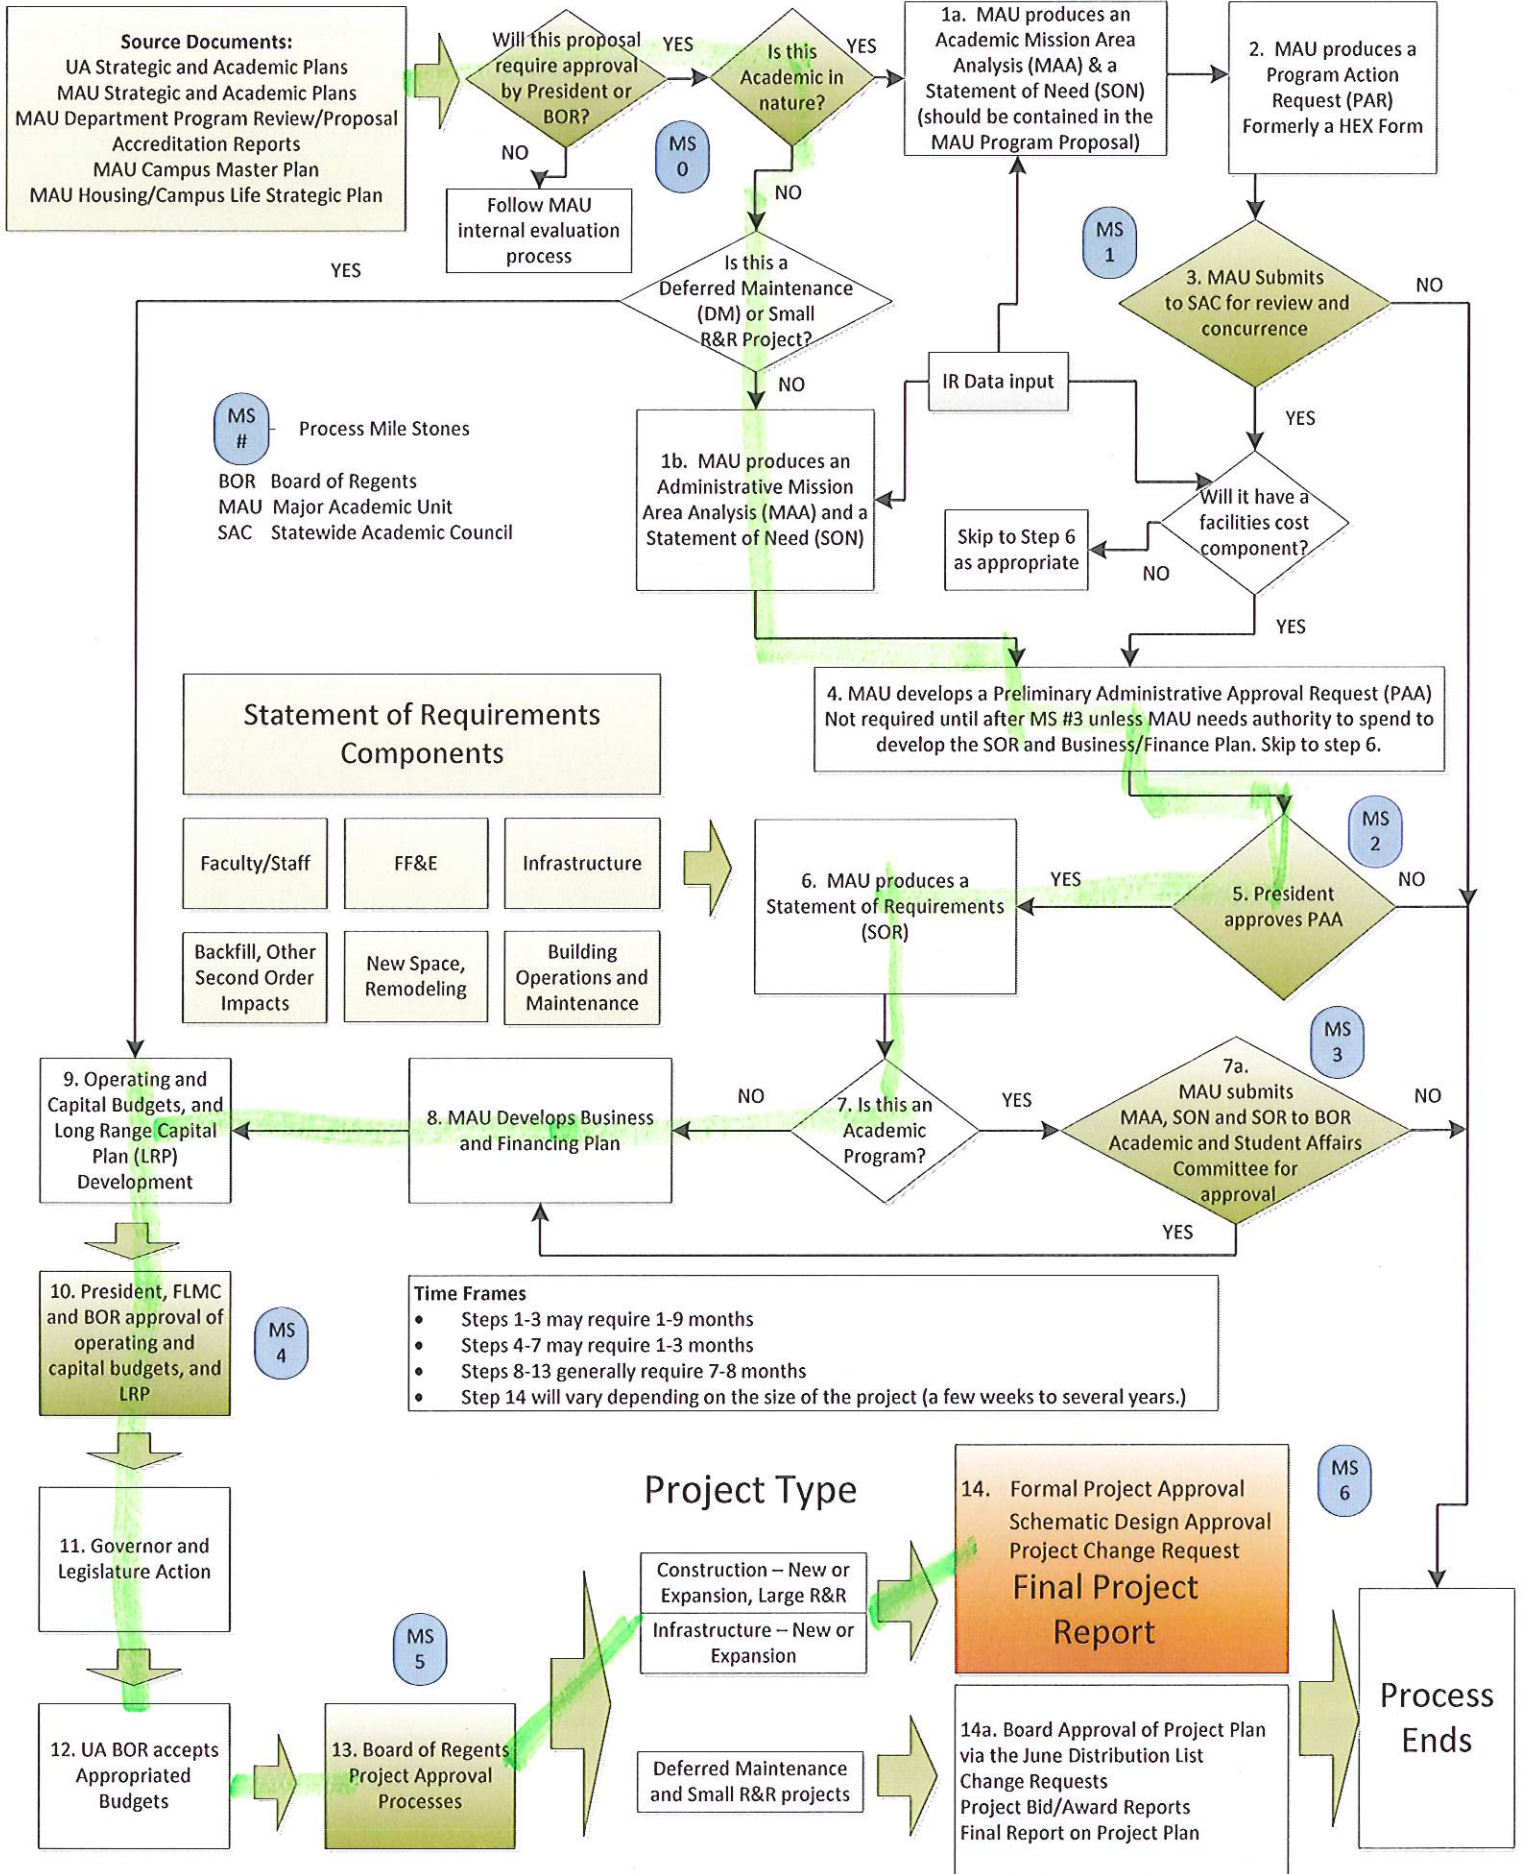 Source Documents:
UA Strategic and Academic Plans
MAU Strategic and Academic Plans
MAU Department Program Review/Proposal
Accreditation Reports
MAU Campus Master Plan
MAU Housing/Campus Life Strategic Plan
Will this proposal
require approval
by President or
BOR?
YES
NO
Follow MAU
internal evaluation
process
MS
0
Is this
Academic in
nature?
YES
NO
1a. MAU produces an
Academic Mission Area
Analysis (MAA) & a
Statement of Need (SON)
(should be contained in the
MAU Program Proposal)
2. MAU produces a
Program Action
Request (PAR)
Formerly a HEX Form
MS
1
3. MAU Submits
to SAC for review and
concurrence
NO
YES
YES
Is this a
Deferred Maintenance
(DM) or Small
R&R Project?
NO
IR Data input
MS
#
Process Mile Stones
BOR Board of Regents
MAU Major Academic Unit
SAC Statewide Academic Council
1b. MAU produces an
Administrative Mission
Area Analysis (MAA) and a
Statement of Need (SON)
Will it have a
facilities cost
component?
Skip to Step 6
as appropriate
NO
YES
4. MAU develops a Preliminary Administrative Approval Request (PAA)
Not required until after MS #3 unless MAU needs authority to spend to
develop the SOR and Business/Finance Plan. Skip to step 6.
Statement of Requirements
Components
Faculty/Staff
FF&E
Infrastructure
Backfill, Other
Second Order
Impacts
New Space,
Remodeling
Building
Operations and
Maintenance
6. MAU produces a
Statement of Requirements
(SOR)
YES
MS
2
5. President
approves PAA
NO
MS
3
7a.
MAU submits
MAA, SON and SOR to BOR
Academic and Student Affairs
Committee for
approval
NO
YES
YES
7. Is this an
Academic
Program?
NO
8. MAU Develops Business
and Financing Plan
9. Operating and
Capital Budgets, and
Long Range Capital
Plan (LRP)
Development
10. President, FLMC
and BOR approval of
operating and
capital budgets, and
LRP
MS
4
Time Frames
• Steps 1-3 may require 1-9 months
• Steps 4-7 may require 1-3 months
• Steps 8-13 generally require 7-8 months
• Step 14 will vary depending on the size of the project (a few weeks to several years.)
11. Governor and
Legislature Action
12. UA BOR accepts
Appropriated
Budgets
MS
5
13. Board of Regents
Project Approval
Processes
Project Type
Construction – New or
Expansion, Large R&R
Infrastructure – New or
Expansion
Deferred Maintenance
and Small R&R projects
14. Formal Project Approval
Schematic Design Approval
Project Change Request
Final Project
Report
MS
6
14a. Board Approval of Project Plan
via the June Distribution List
Change Requests
Project Bid/Award Reports
Final Report on Project Plan
Process
Ends